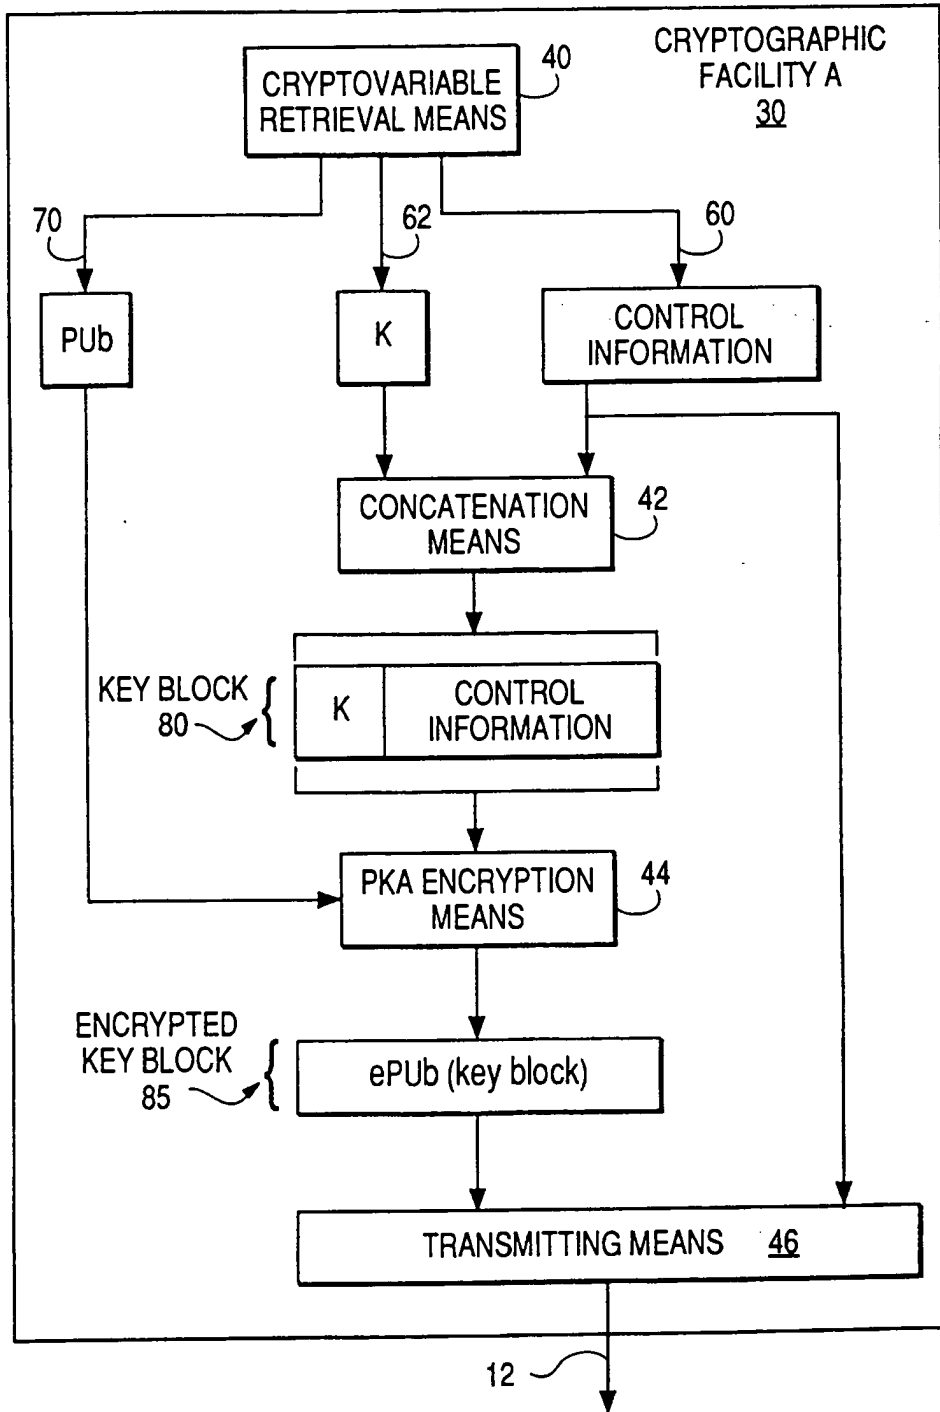 CRYPTOGRAPHIC
FACILITY A
30
40
CRYPTOVARIABLE
RETRIEVAL MEANS
70
62
60
PUb
K
CONTROL
INFORMATION
CONCATENATION
MEANS
42
KEY BLOCK
80
K
CONTROL
INFORMATION
PKA ENCRYPTION
MEANS
44
ENCRYPTED
KEY BLOCK
85
ePUb (key block)
TRANSMITTING MEANS 46
12